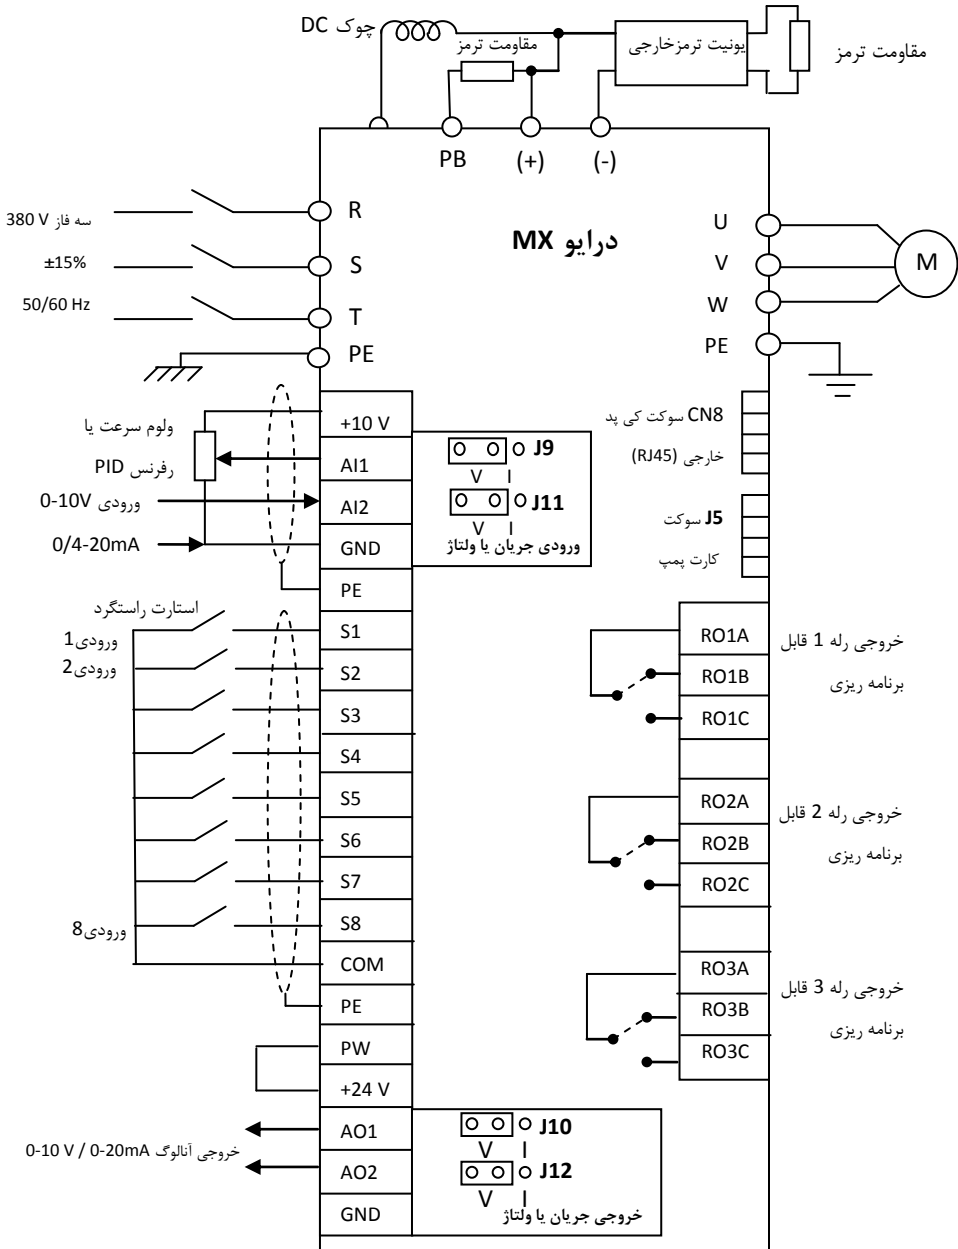 چوک DC
مقاومت ترمز
یونیت ترمزخارجی
مقاومت ترمز
PB
(+)
(-)
درایو MX
سه فاز 380 V
±15%
50/60 Hz
R
S
T
PE
U
V
W
PE
M
ولوم سرعت یا
رفرنس PID
ورودی 0-10V
0/4-20mA
+10 V
AI1
AI2
GND
PE
J9
V I
J11
V I
ورودی جریان یا ولتاژ
CN8 سوکت کی پد
خارجی (RJ45)
J5 سوکت
کارت پمپ
استارت راستگرد
ورودی1
ورودی2
ورودی8
S1
S2
S3
S4
S5
S6
S7
S8
COM
PE
PW
+24 V
AO1
AO2
GND
خروجی آنالوگ 0-10 V / 0-20mA
J10
V I
J12
V I
خروجی جریان یا ولتاژ
RO1A
RO1B
RO1C
خروجی رله 1 قابل
برنامه ریزی
RO2A
RO2B
RO2C
خروجی رله 2 قابل
برنامه ریزی
RO3A
RO3B
RO3C
خروجی رله 3 قابل
برنامه ریزی